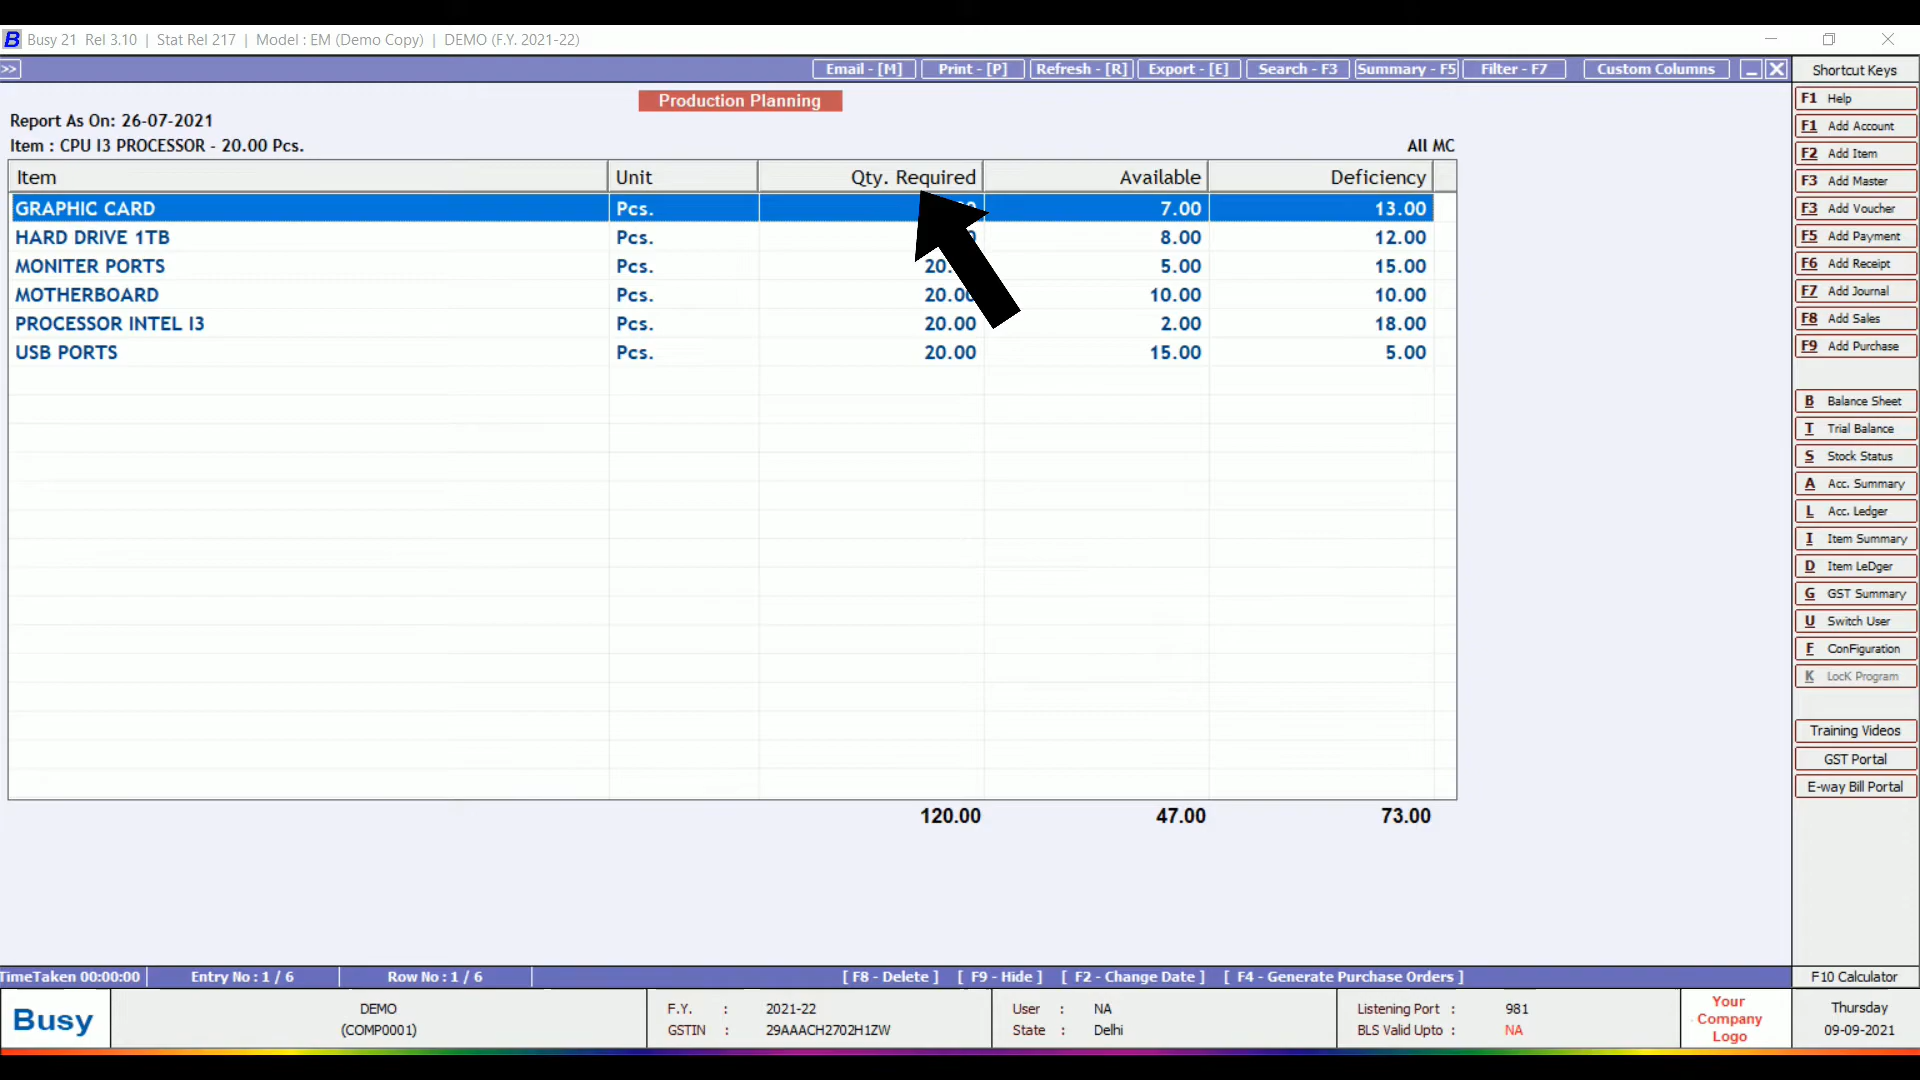 B Busy 21 Rel 3.10 | Stat Rel 217 | Model : EM (Demo Copy) | DEMO (F.Y. 2021-22)
>> Email - [M] Print - [P] Refresh - [R] Export - [E] Search - F3 Summary - F5 Filter - F7 Custom Columns
Production Planning
Report As On: 26-07-2021
Item : CPU I3 PROCESSOR - 20.00 Pcs. All MC
Item Unit Qty. Required Available Deficiency
GRAPHIC CARD Pcs. 7.00 13.00
HARD DRIVE 1TB Pcs. 8.00 12.00
MONITER PORTS Pcs. 20. 5.00 15.00
MOTHERBOARD Pcs. 20.00 10.00 10.00
PROCESSOR INTEL I3 Pcs. 20.00 2.00 18.00
USB PORTS Pcs. 20.00 15.00 5.00
120.00 47.00 73.00
Shortcut Keys
F1 Help
F1 Add Account
F2 Add Item
F3 Add Master
F3 Add Voucher
F5 Add Payment
F6 Add Receipt
F7 Add Journal
F8 Add Sales
F9 Add Purchase
B Balance Sheet
T Trial Balance
S Stock Status
A Acc. Summary
L Acc. Ledger
I Item Summary
D Item LeDger
G GST Summary
U Switch User
F ConFiguration
K LocK Program
Training Videos
GST Portal
E-way Bill Portal
F10 Calculator
TimeTaken 00:00:00 Entry No : 1 / 6 Row No : 1 / 6 [ F8 - Delete ] [ F9 - Hide ] [ F2 - Change Date ] [ F4 - Generate Purchase Orders ]
Busy
DEMO
(COMP0001)
F.Y. : 2021-22
GSTIN : 29AAACH2702H1ZW
User : NA
State : Delhi
Listening Port : 981
BLS Valid Upto : NA
Your
Company
Logo
Thursday
09-09-2021